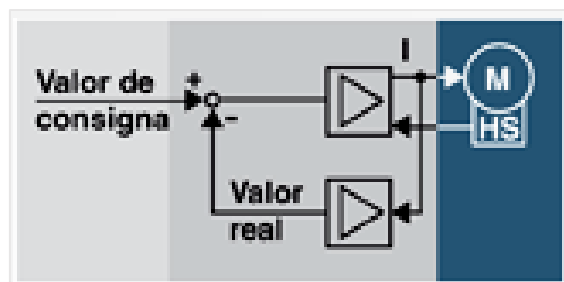 Valor de
consigna
+
-
I
M
HS
Valor
real